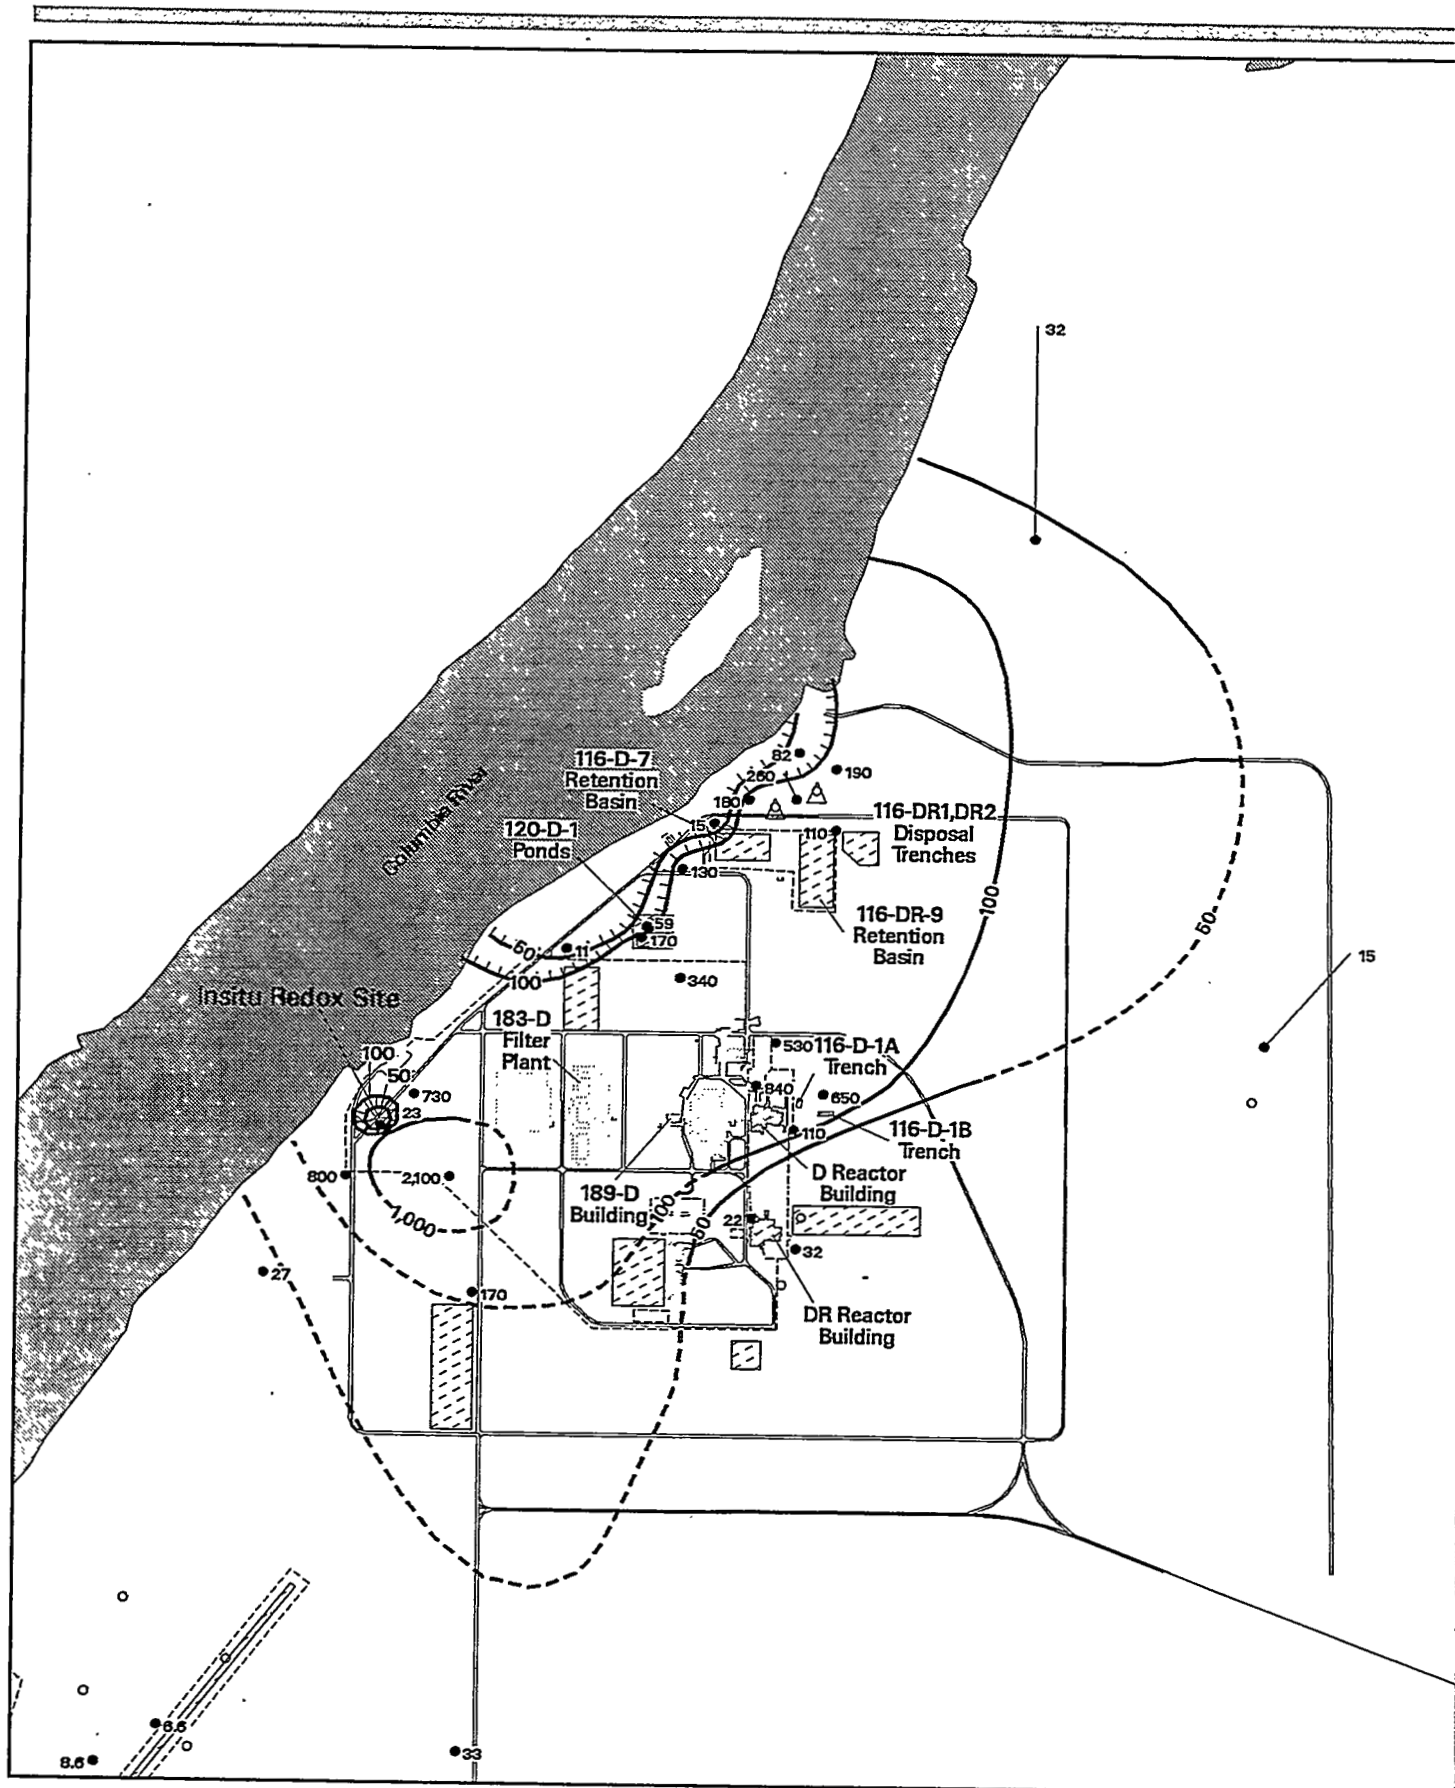 32
82
260
190
116-D-7
Retention
Basin
180
15
110
116-DR1,DR2
Disposal
Trenches
120-D-1
Ponds
Columbia River
130
100
116-DR-9
Retention
Basin
50
59
170
50
11
100
340
15
Insitu Redox Site
183-D
Filter
Plant
530
116-D-1A
Trench
100
50
730
23
840
650
110
116-D-1B
Trench
800
2,100
1,000
D Reactor
Building
189-D
Building
100
50
22
32
27
170
DR Reactor
Building
6.6
8.6
33